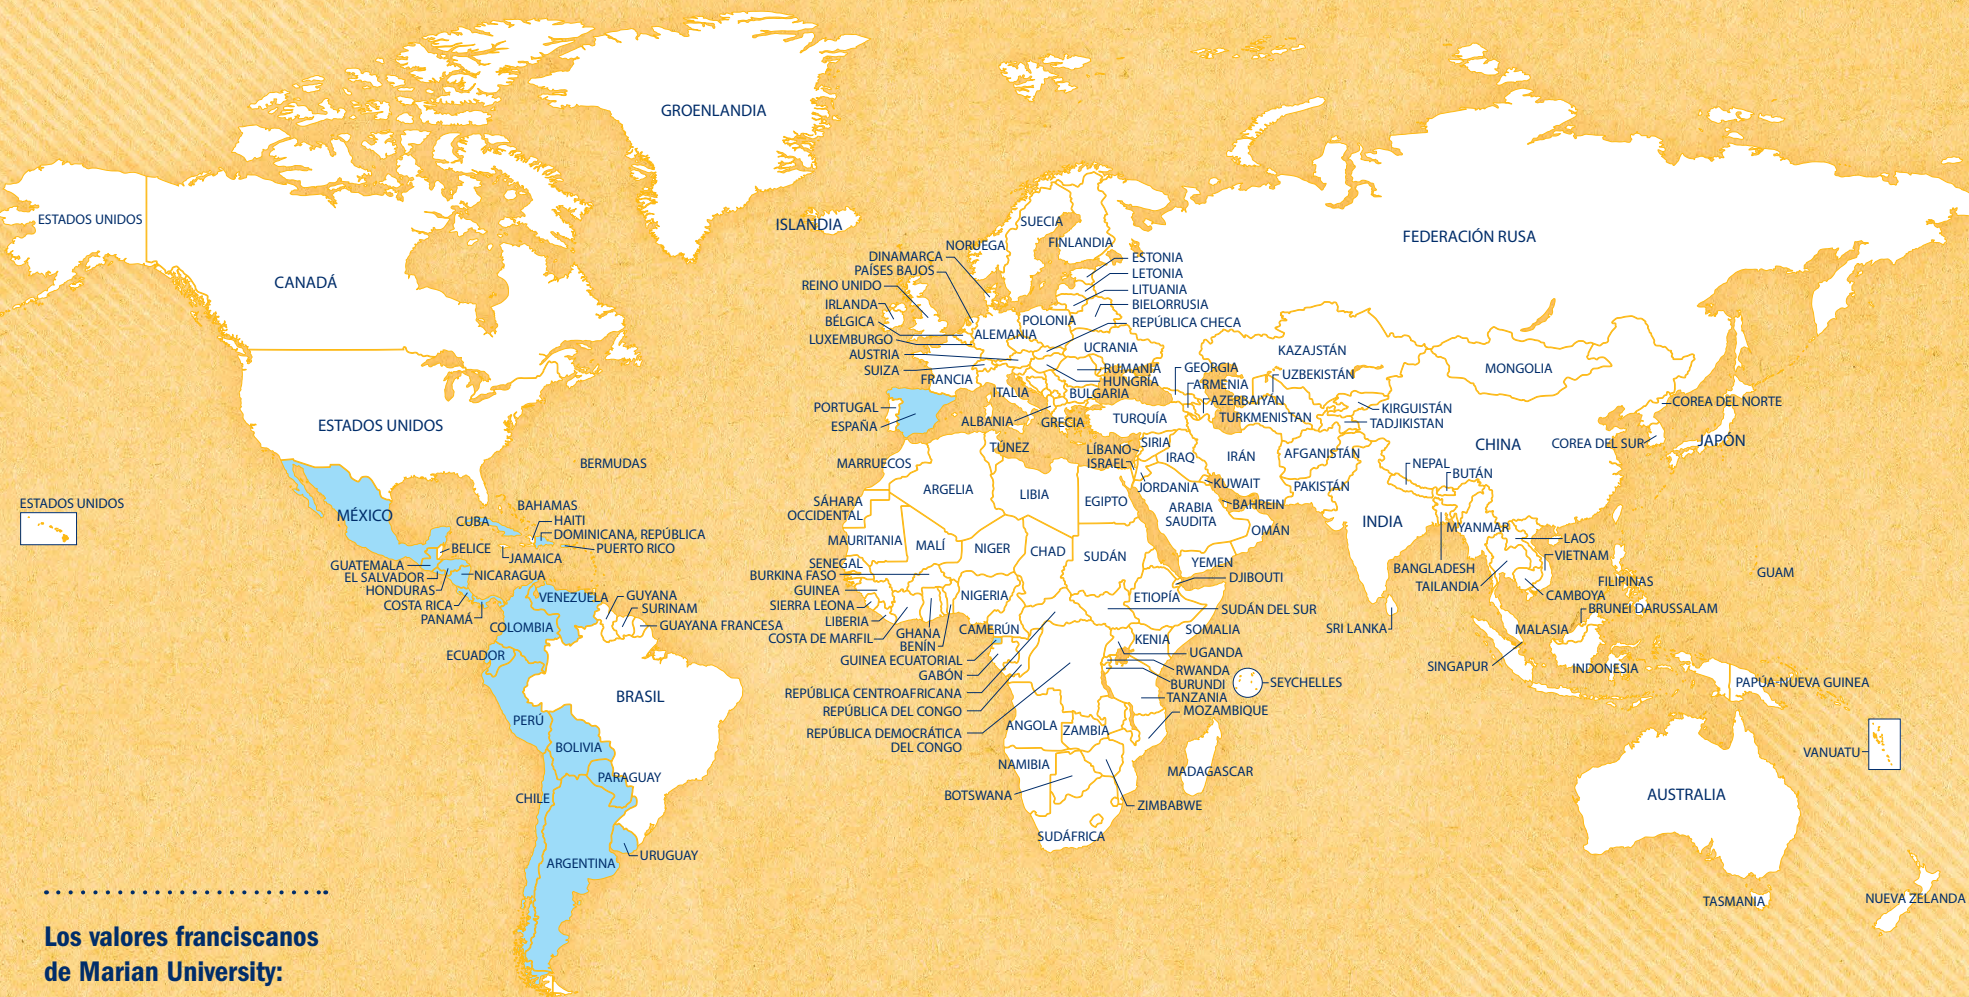 GROENLANDIA
ESTADOS UNIDOS
CANADÁ
ESTADOS UNIDOS
ESTADOS UNIDOS
BERMUDAS
MÉXICO
CUBA
BAHAMAS
HAITI
DOMINICANA, REPÚBLICA
PUERTO RICO
JAMAICA
BELICE
GUATEMALA
EL SALVADOR
HONDURAS
NICARAGUA
COSTA RICA
PANAMÁ
VENEZUELA
GUYANA
SURINAM
GUAYANA FRANCESA
COLOMBIA
ECUADOR
BRASIL
PERÚ
BOLIVIA
PARAGUAY
CHILE
ARGENTINA
URUGUAY
ISLANDIA
SUECIA
NORUEGA
FINLANDIA
DINAMARCA
PAÍSES BAJOS
REINO UNIDO
IRLANDA
BÉLGICA
LUXEMBURGO
AUSTRIA
SUIZA
FRANCIA
PORTUGAL
ESPAÑA
ESTONIA
LETONIA
LITUANIA
BIELORRUSIA
POLONIA
REPÚBLICA CHECA
ALEMANIA
UCRANIA
RUMANIA
HUNGRÍA
ITALIA
BULGARIA
ALBANIA
GRECIA
TURQUÍA
GEORGIA
ARMENIA
AZERBAIYÁN
TURKMENISTAN
UZBEKISTÁN
KAZAJSTÁN
KIRGUISTÁN
TADJIKISTAN
FEDERACIÓN RUSA
MONGOLIA
CHINA
COREA DEL NORTE
COREA DEL SUR
JAPÓN
TÚNEZ
MARRUECOS
ARGELIA
LIBIA
EGIPTO
SÁHARA
OCCIDENTAL
MAURITANIA
MALÍ
NIGER
CHAD
SUDÁN
SENEGAL
BURKINA FASO
GUINEA
SIERRA LEONA
LIBERIA
COSTA DE MARFIL
GHANA
BENÍN
NIGERIA
CAMERÚN
GUINEA ECUATORIAL
GABÓN
REPÚBLICA CENTROAFRICANA
REPÚBLICA DEL CONGO
REPÚBLICA DEMOCRÁTICA
DEL CONGO
ANGOLA
ZAMBIA
NAMIBIA
BOTSWANA
ZIMBABWE
SUDÁFRICA
MADAGASCAR
MOZAMBIQUE
TANZANIA
BURUNDI
RWANDA
UGANDA
KENIA
SOMALIA
SUDÁN DEL SUR
ETIOPÍA
DJIBOUTI
SEYCHELLES
LÍBANO
ISRAEL
SIRIA
IRAQ
IRÁN
JORDANIA
KUWAIT
BAHREIN
ARABIA
SAUDITA
OMÁN
YEMEN
AFGANISTÁN
PAKISTÁN
NEPAL
BUTÁN
INDIA
MYANMAR
LAOS
VIETNAM
BANGLADESH
TAILANDIA
CAMBOYA
FILIPINAS
BRUNEI DARUSSALAM
MALASIA
SRI LANKA
SINGAPUR
INDONESIA
GUAM
PAPÚA-NUEVA GUINEA
VANUATU
AUSTRALIA
TASMANIA
NUEVA ZELANDA
Los valores franciscanos
de Marian University: